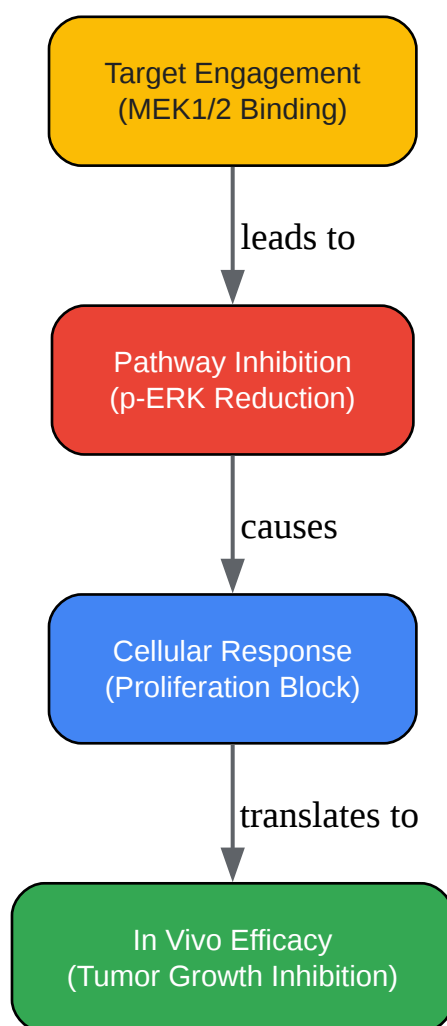 Target Engagement
(MEK1/2 Binding)
leads to
Pathway Inhibition
(p-ERK Reduction)
causes
Cellular Response
(Proliferation Block)
translates to
In Vivo Efficacy
(Tumor Growth Inhibition)